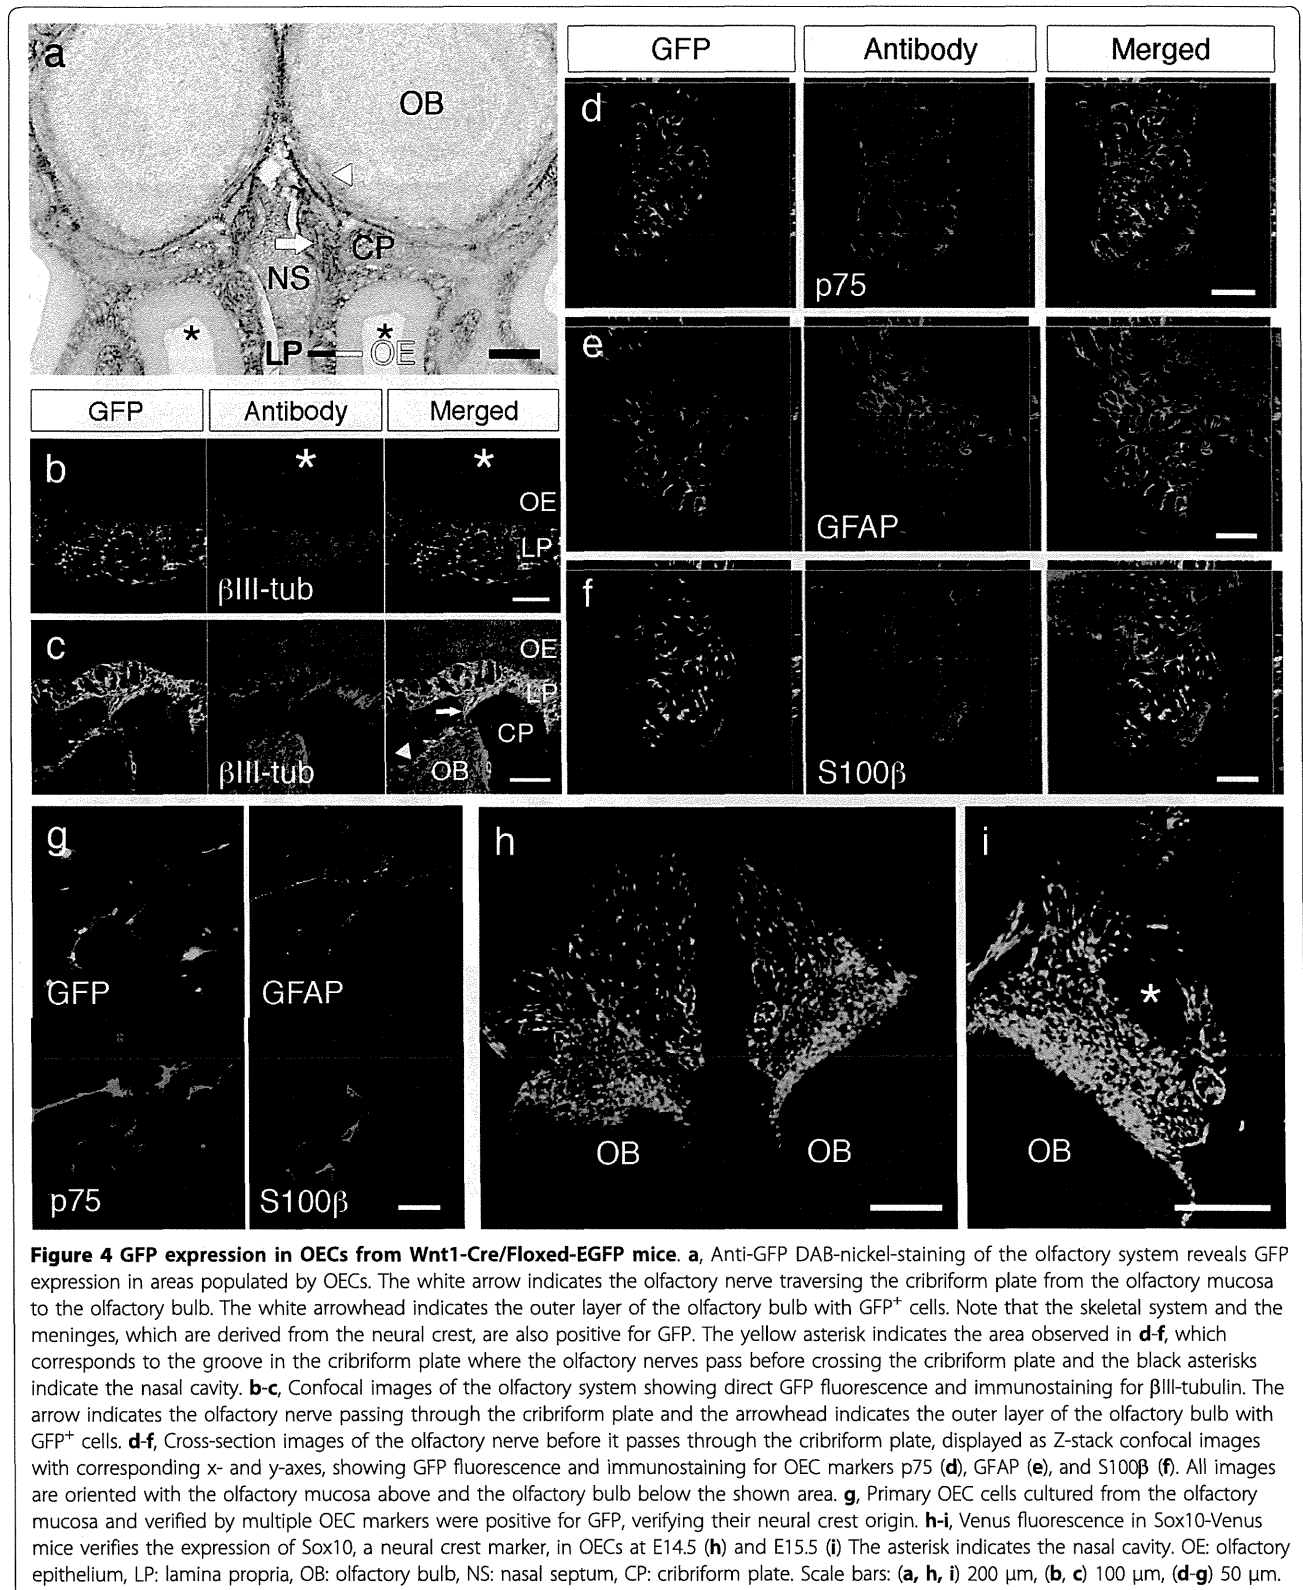 a
OB
CP
NS
*
*
LP
OE
GFP
Antibody
Merged
b
*
*
OE
LP
βIII-tub
c
OE
LP
CP
βIII-tub
OB
GFP
Antibody
Merged
d
p75
e
GFAP
f
S100β
g
GFP
GFAP
p75
S100β
h
OB
OB
i
*
OB
Figure 4 GFP expression in OECs from Wnt1-Cre/Floxed-EGFP mice. a, Anti-GFP DAB-nickel-staining of the olfactory system reveals GFP
expression in areas populated by OECs. The white arrow indicates the olfactory nerve traversing the cribriform plate from the olfactory mucosa
to the olfactory bulb. The white arrowhead indicates the outer layer of the olfactory bulb with GFP⁺ cells. Note that the skeletal system and the
meninges, which are derived from the neural crest, are also positive for GFP. The yellow asterisk indicates the area observed in d-f, which
corresponds to the groove in the cribriform plate where the olfactory nerves pass before crossing the cribriform plate and the black asterisks
indicate the nasal cavity. b-c, Confocal images of the olfactory system showing direct GFP fluorescence and immunostaining for βIII-tubulin. The
arrow indicates the olfactory nerve passing through the cribriform plate and the arrowhead indicates the outer layer of the olfactory bulb with
GFP⁺ cells. d-f, Cross-section images of the olfactory nerve before it passes through the cribriform plate, displayed as Z-stack confocal images
with corresponding x- and y-axes, showing GFP fluorescence and immunostaining for OEC markers p75 (d), GFAP (e), and S100β (f). All images
are oriented with the olfactory mucosa above and the olfactory bulb below the shown area. g, Primary OEC cells cultured from the olfactory
mucosa and verified by multiple OEC markers were positive for GFP, verifying their neural crest origin. h-i, Venus fluorescence in Sox10-Venus
mice verifies the expression of Sox10, a neural crest marker, in OECs at E14.5 (h) and E15.5 (i) The asterisk indicates the nasal cavity. OE: olfactory
epithelium, LP: lamina propria, OB: olfactory bulb, NS: nasal septum, CP: cribriform plate. Scale bars: (a, h, i) 200 μm, (b, c) 100 μm, (d-g) 50 μm.